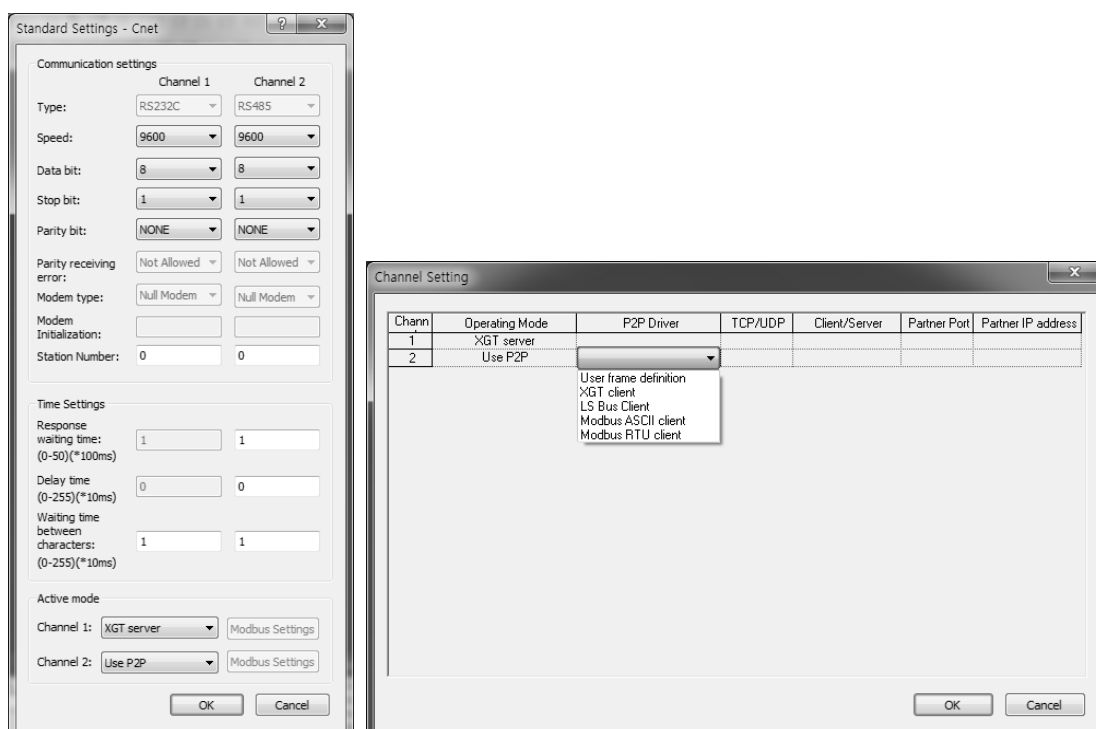 Standard Settings - Cnet
Communication settings
Channel 1 Channel 2
Type: RS232C RS485
Speed: 9600 9600
Data bit: 8 8
Stop bit: 1 1
Parity bit: NONE NONE
Parity receiving
error: Not Allowed Not Allowed
Modem type: Null Modem Null Modem
Modem
Initialization:
Station Number: 0 0
Time Settings
Response
waiting time: 1 1
(0-50)(*100ms)
Delay time 0 0
(0-255)(*10ms)
Waiting time
between
characters: 1 1
(0-255)(*10ms)
Active mode
Channel 1: XGT server Modbus Settings
Channel 2: Use P2P Modbus Settings
OK Cancel
Channel Setting
Chann Operating Mode P2P Driver TCP/UDP Client/Server Partner Port Partner IP address
1 XGT server
2 Use P2P
User frame definition
XGT client
LS Bus Client
Modbus ASCII client
Modbus RTU client
OK Cancel